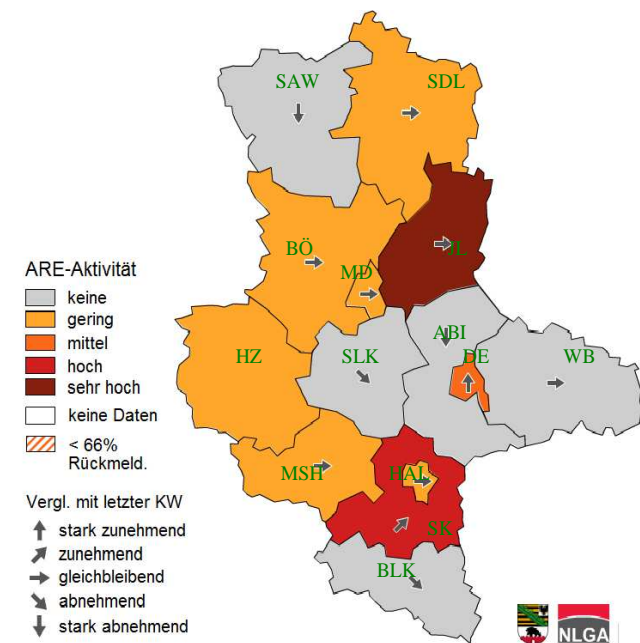 SAW
SDL
BÖ
MD
JL
ARE-Aktivität
keine
gering
mittel
hoch
sehr hoch
keine Daten
< 66%
Rückmeld.
HZ
SLK
ABI
DE
WB
MSH
HAL
SK
BLK
Vergl. mit letzter KW
stark zunehmend
zunehmend
gleichbleibend
abnehmend
stark abnehmend
NLGA